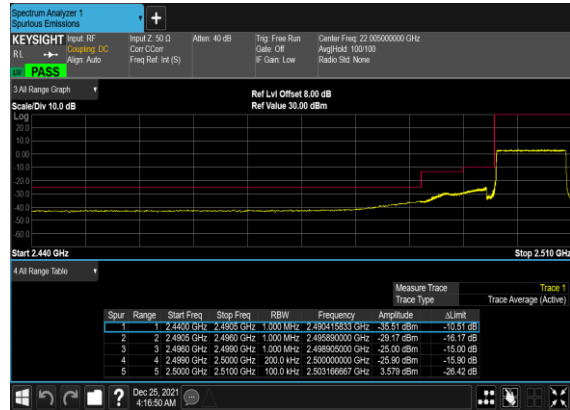 Spectrum Analyzer 1
Spurious Emissions
KEYSIGHT Input: RF Input Z: 50 Ω Atten: 40 dB Trig: Free Run Center Freq: 22.005000000 GHz
RL Coupling: DC Corr CCorr Gate: Off Avg|Hold: 100/100
Align: Auto Freq Ref: Int (S) IF Gain: Low Radio Std: None
PASS
3 All Range Graph
Ref Lvl Offset 8.00 dB
Scale/Div 10.0 dB Ref Value 30.00 dBm
Log
20.0
10.0
0.00
-10.0
-20.0
-30.0
-40.0
-50.0
-60.0
Start 2.440 GHz Stop 2.510 GHz
4 All Range Table
Measure Trace Trace 1
Trace Type Trace Average (Active)
Spur Range Start Freq Stop Freq RBW Frequency Amplitude ΔLimit
1 1 2.4400 GHz 2.4905 GHz 1.000 MHz 2.490415833 GHz -35.51 dBm -10.51 dB
2 2 2.4905 GHz 2.4960 GHz 1.000 MHz 2.495890000 GHz -29.17 dBm -16.17 dB
3 3 2.4960 GHz 2.4990 GHz 1.000 MHz 2.498905000 GHz -25.00 dBm -15.00 dB
4 4 2.4990 GHz 2.5000 GHz 200.0 kHz 2.500000000 GHz -25.90 dBm -15.90 dB
5 5 2.5000 GHz 2.5100 GHz 100.0 kHz 2.503166667 GHz 3.579 dBm -26.42 dB
? Dec 25, 2021
4:16:50 AM